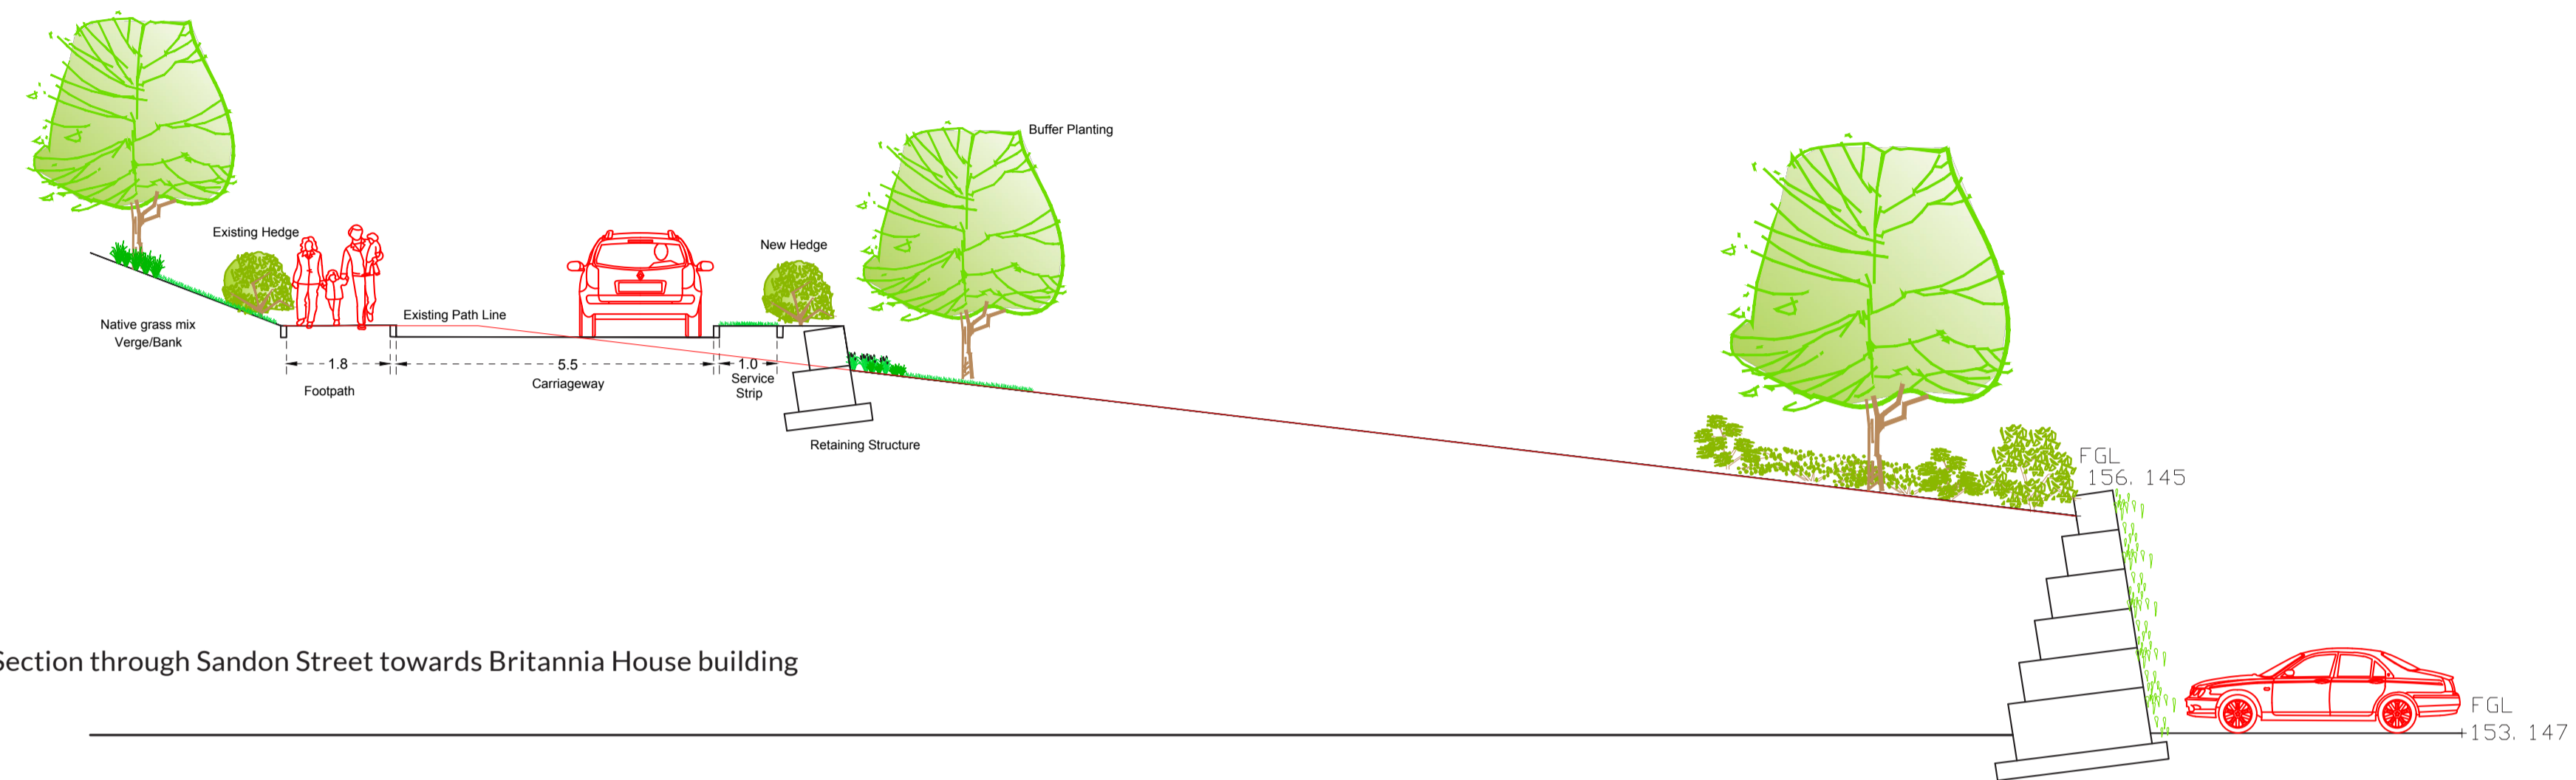 Buffer Planting
Existing Hedge
New Hedge
Existing Path Line
Native grass mix
Verge/Bank
1.8
5.5
1.0
Footpath
Carriageway
Service
Strip
Retaining Structure
FGL
156. 145
Section through Sandon Street towards Britannia House building
FGL
153. 147